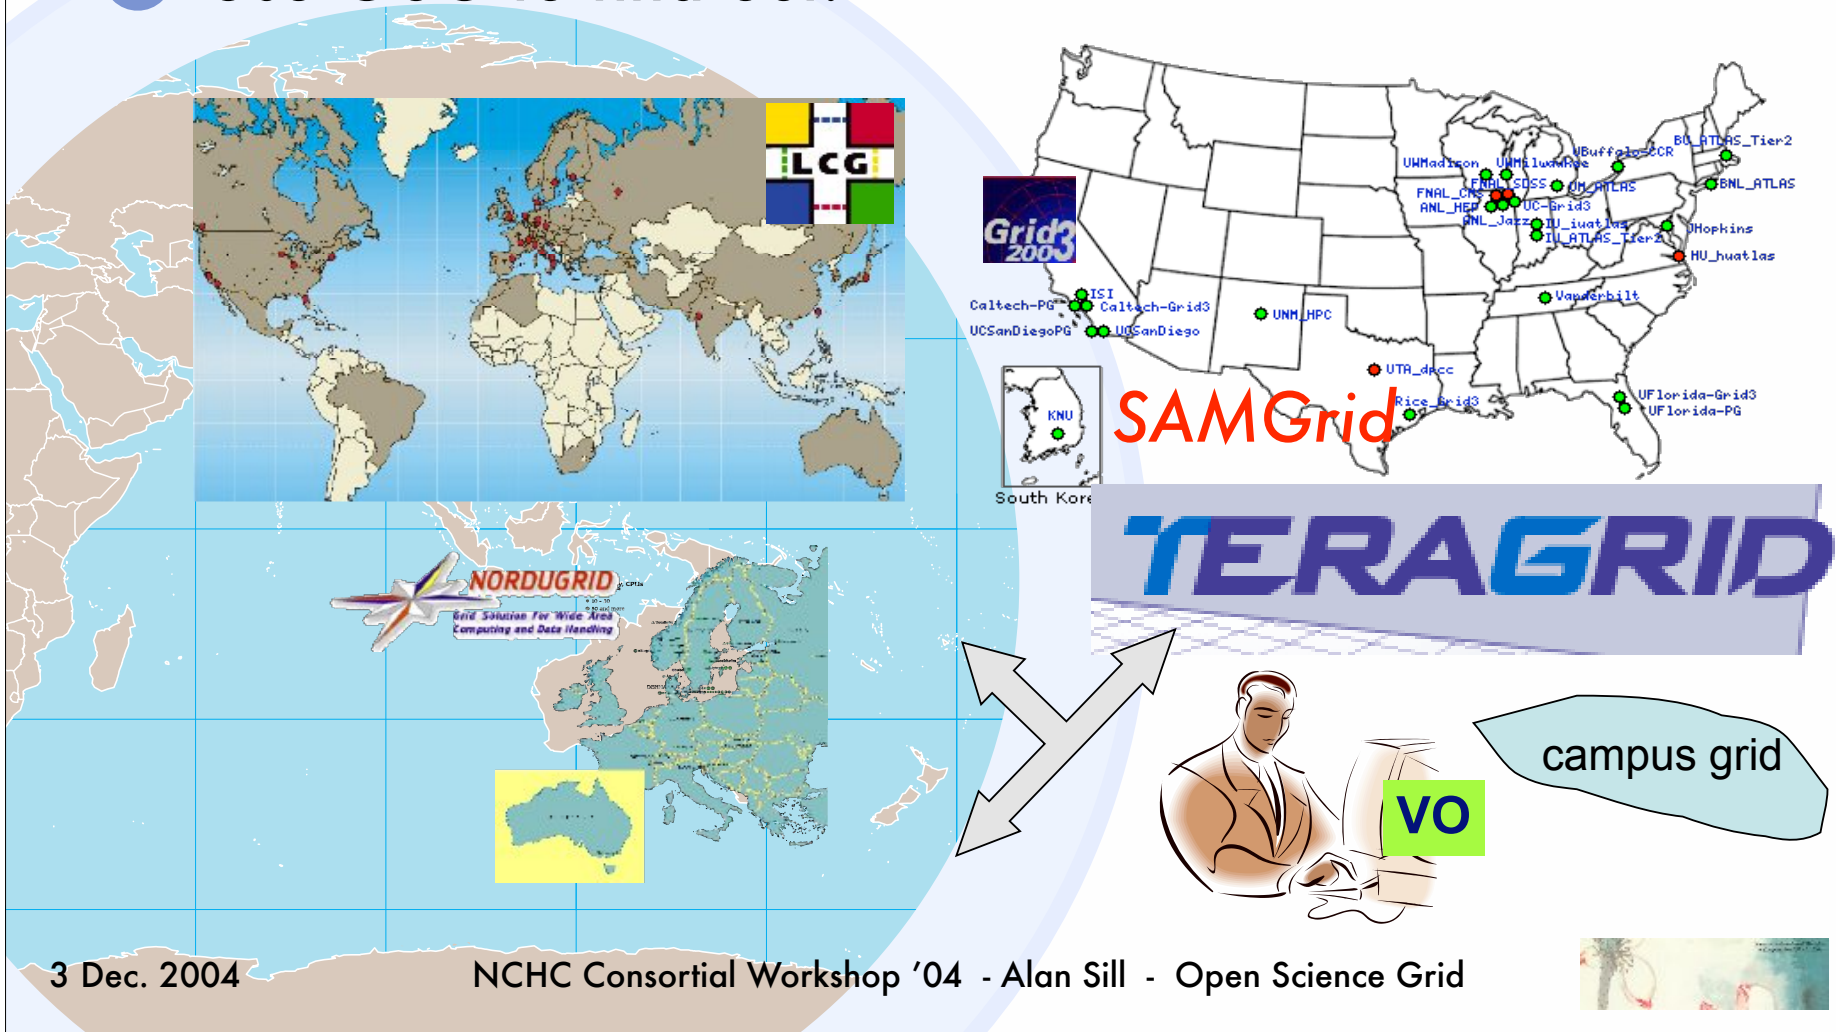 LCG
Grid3
2003
BU_ATLAS_Tier2
UBuffalo-CCR
UWMadison
UWMilwaukee
FNAL_SDSS
UM_ATLAS
BNL_ATLAS
FNAL_CMS
ANL_HEP
UC-Grid3
ANL_Jazz
IU_iuatlas
IU_ATLAS_Tier2
JHopkins
HU_huatlas
ISI
Vanderbilt
Caltech-PG
Caltech-Grid3
UNM_HPC
UCSanDiegoPG
UCSanDiego
UTA_dpcc
Rice_Grid3
UFlorida-Grid3
UFlorida-PG
KNU
SAMGrid
South Kore
TERAGRID
NORDUGRID
Grid Solution For Wide Area
Computing and Data Handling
campus grid
VO
3 Dec. 2004
NCHC Consortial Workshop ’04 - Alan Sill - Open Science Grid